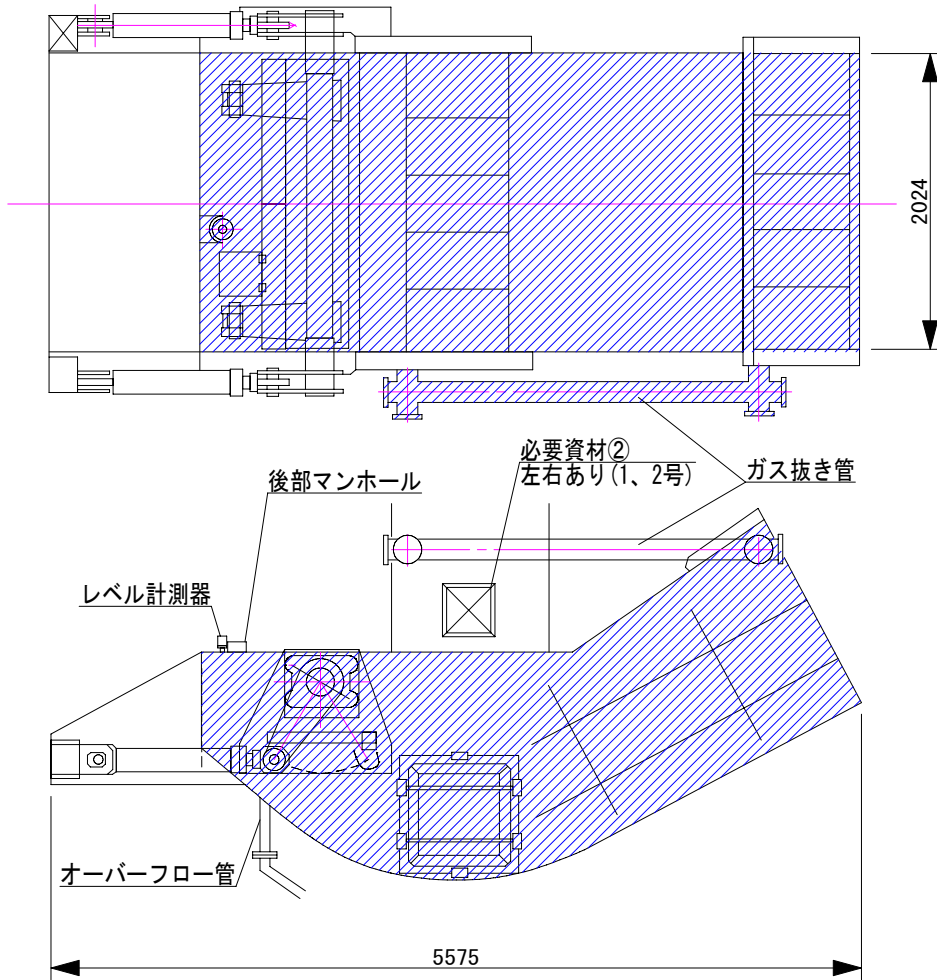 2024
必要資材②
左右あり(1、2号)
ガス抜き管
後部マンホール
レベル計測器
オーバーフロー管
5575